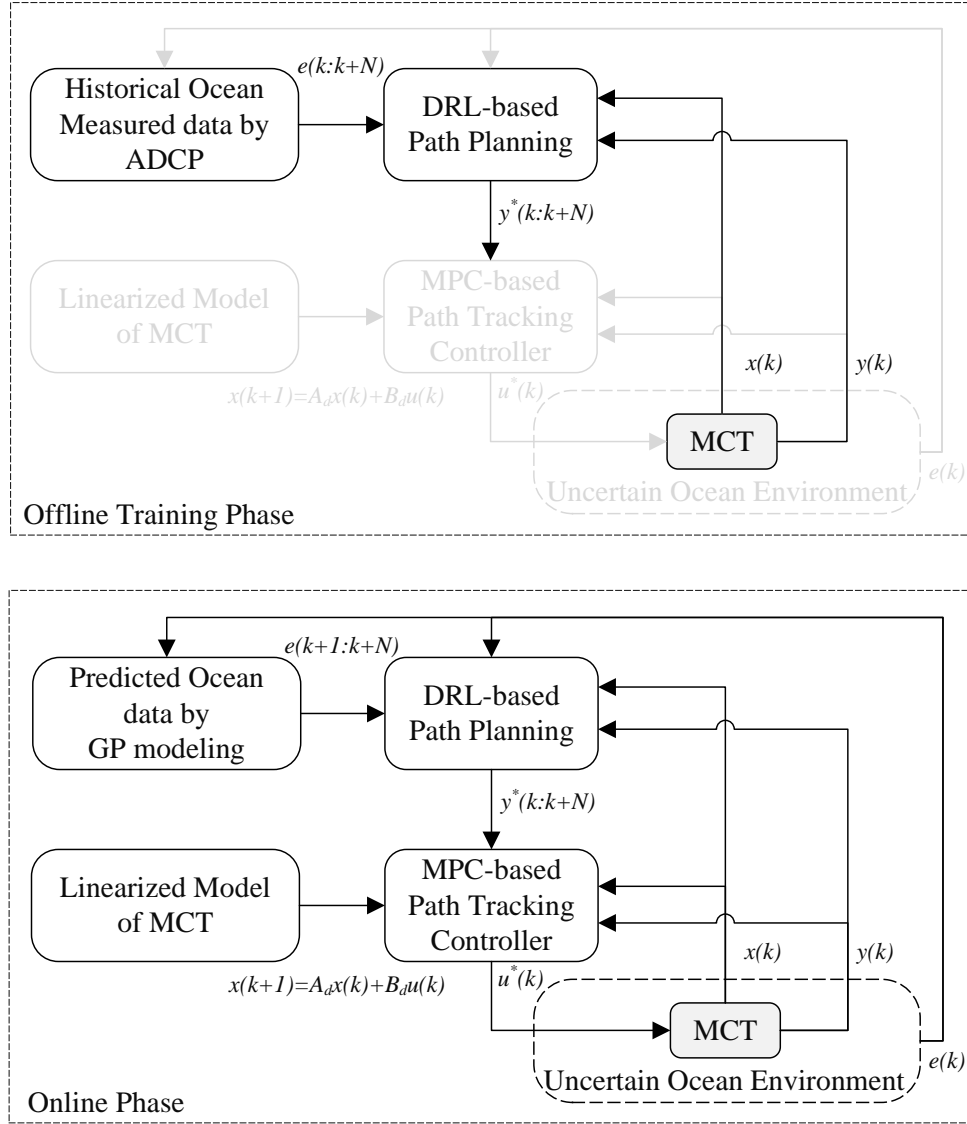 e(k:k+N)
Historical Ocean
Measured data by
ADCP
DRL-based
Path Planning
y*(k:k+N)
Linearized Model
of MCT
MPC-based
Path Tracking
Controller
x(k+1)=A_dx(k)+B_du(k)
u*(k)
x(k)
y(k)
MCT
e(k)
Uncertain Ocean Environment
Offline Training Phase
e(k+1:k+N)
Predicted Ocean
data by
GP modeling
DRL-based
Path Planning
y*(k:k+N)
Linearized Model
of MCT
MPC-based
Path Tracking
Controller
x(k+1)=A_dx(k)+B_du(k)
u*(k)
x(k)
y(k)
MCT
e(k)
Uncertain Ocean Environment
Online Phase